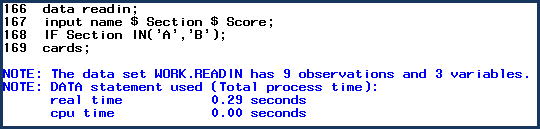 166  data readin;
167  input name $ Section $ Score;
168  IF Section IN('A','B');
169  cards;
NOTE: The data set WORK.READIN has 9 observations and 3 variables.
NOTE: DATA statement used (Total process time):
      real time           0.29 seconds
      cpu time            0.00 seconds